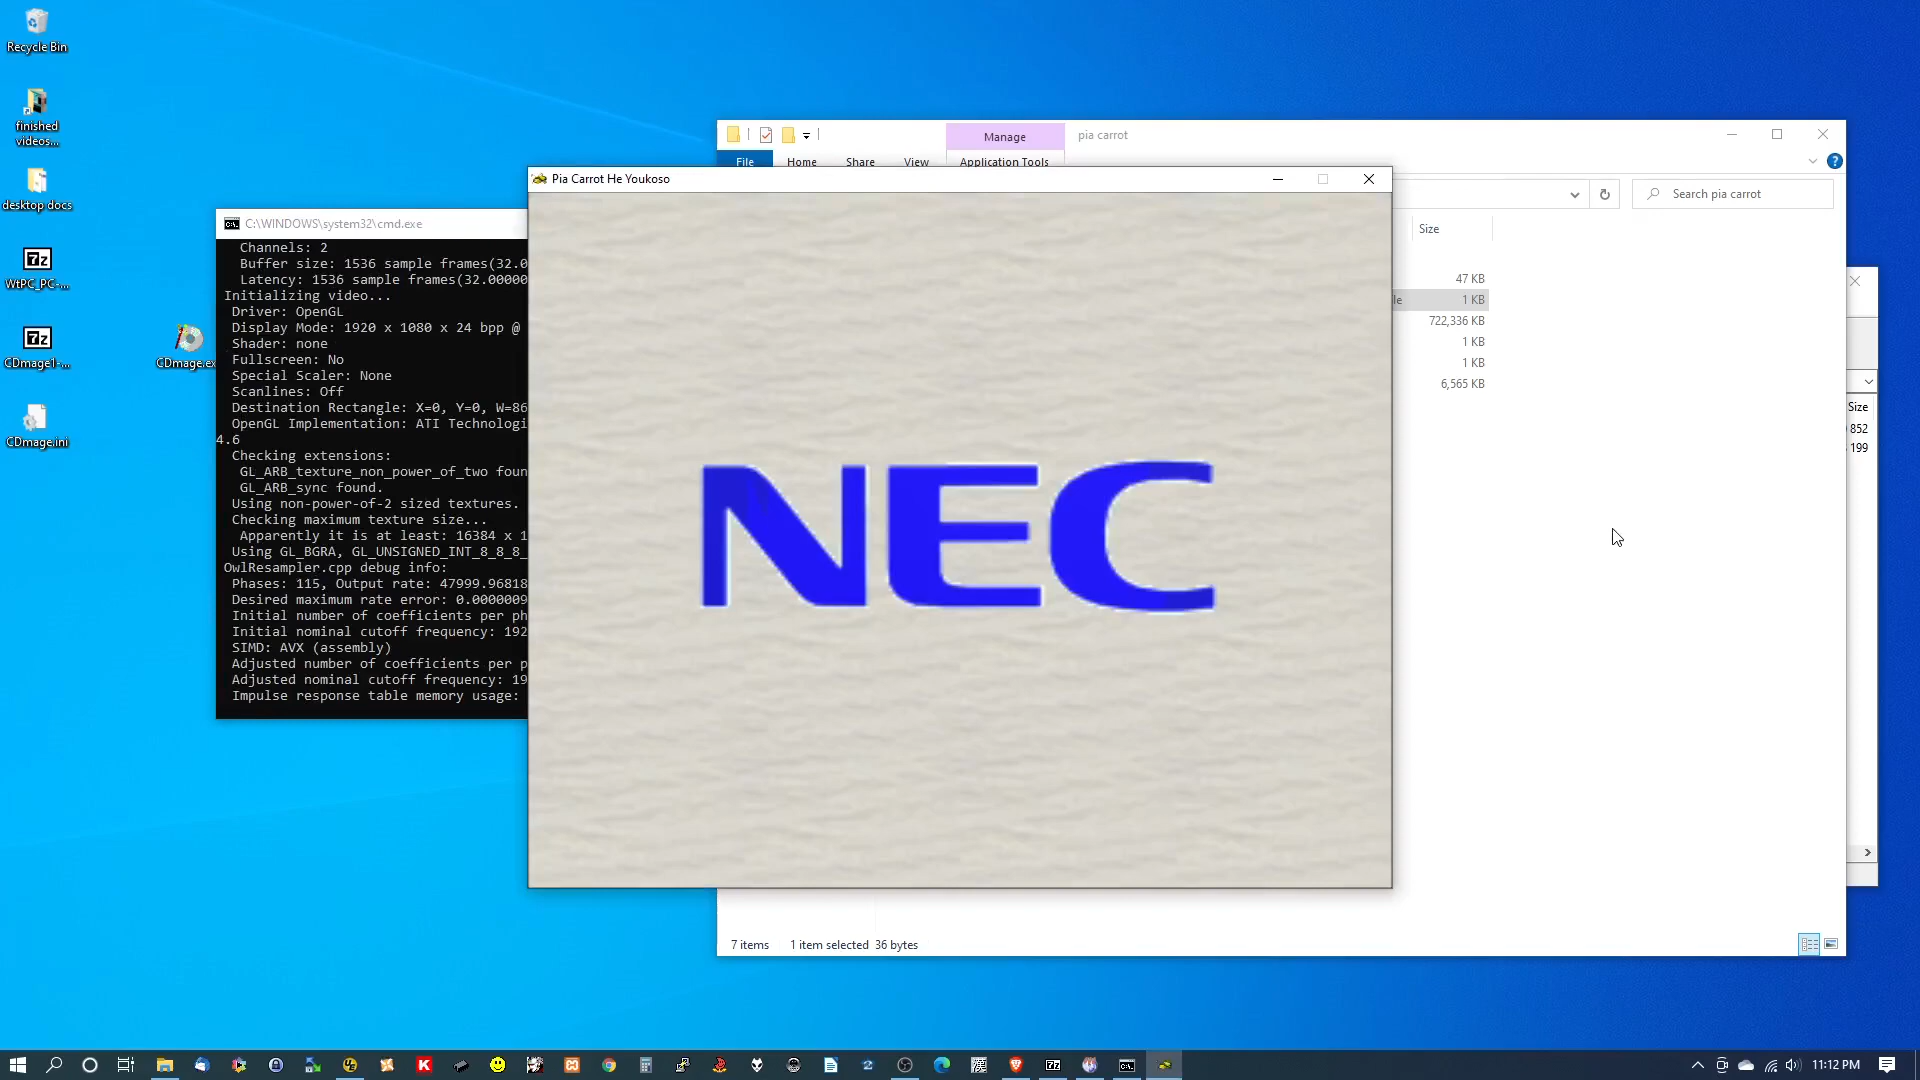 Recycle Bin
finished
videos...
desktop docs
WtPC_PC-...
CDmage1-...
CDmage.ex
CDmage.ini
C:\WINDOWS\system32\cmd.exe
Channels: 2
Buffer size: 1536 sample frames(32.0
Latency: 1536 sample frames(32.00000
Initializing video...
Driver: OpenGL
Display Mode: 1920 x 1080 x 24 bpp @
Shader: none
Fullscreen: No
Special Scaler: None
Scanlines: Off
Destination Rectangle: X=0, Y=0, W=86
OpenGL Implementation: ATI Technologi
4.6
Checking extensions:
GL_ARB_texture_non_power_of_two foun
GL_ARB_sync found.
Using non-power-of-2 sized textures.
Checking maximum texture size...
Apparently it is at least: 16384 x 1
Using GL_BGRA, GL_UNSIGNED_INT_8_8_8_
OwlResampler.cpp debug info:
Phases: 115, Output rate: 47999.96818
Desired maximum rate error: 0.0000009
Initial number of coefficients per ph
Initial nominal cutoff frequency: 192
SIMD: AVX (assembly)
Adjusted number of coefficients per p
Adjusted nominal cutoff frequency: 19
Impulse response table memory usage:
Pia Carrot He Youkoso
NEC
Manage
pia carrot
File
Home
Share
View
Application Tools
Search pia carrot
Size
47 KB
le
1 KB
722,336 KB
1 KB
1 KB
6,565 KB
Size
852
199
7 items
1 item selected 36 bytes
11:12 PM